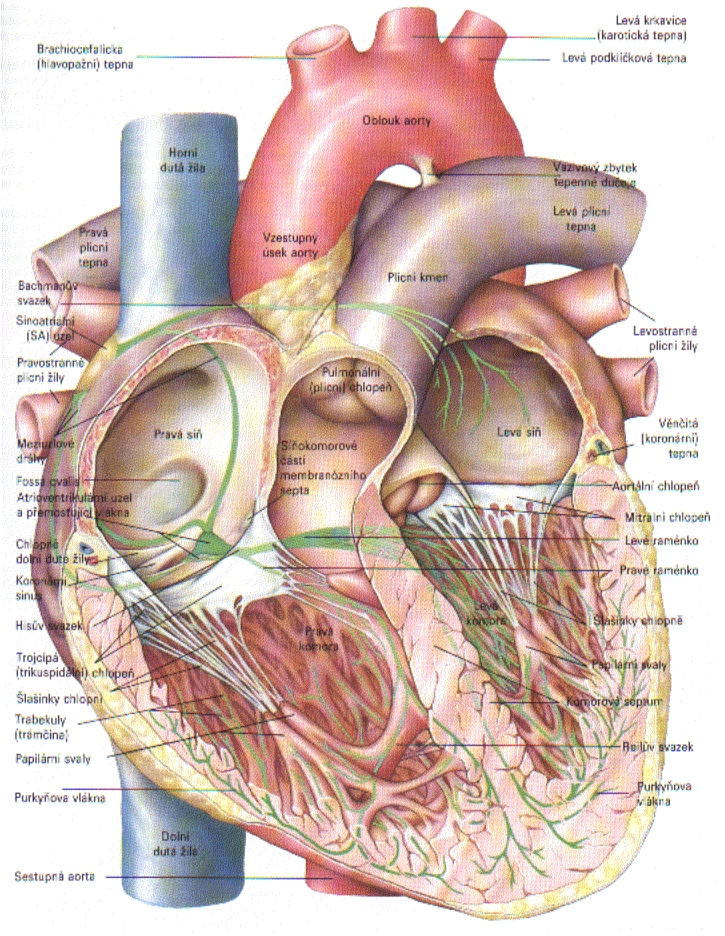 Levá krkavice
(karotická tepna)
Brachiocefalická
(hlavopažní) tepna
Levá podklíčková tepna
Oblouk aorty
Horní
dutá žíla
Vazivový zbytek
tepenné dučeje
Levá plicní
tepna
Pravá
plicní
tepna
Vzestupný
úsek aorty
Plicní kmen
Bachmanův
svazek
Sinoatriální
(SA) uzel
Levostranné
plicní žíly
Pravostranné
plicní žíly
Pulmonální
(plicní) chlopeň
Pravá síň
Levá síň
Věnčitá
(koronární)
tepna
Meziuzlové
dráhy
Síňokomorové
části
membranózního
septa
Fossa ovalis
Aortální chlopeň
Atrioventrikulární uzel
a přemosťující vlákna
Mitrální chlopeň
Chlopně
dolní duté žíly
Levé raménko
Koronární
sinus
Pravé raménko
Hisův svazek
Pravá
komora
Levá
komora
Šlašinky chlopně
Trojcípá
(trikuspidální) chlopeň
Papilární svaly
Šlašinky chlopní
Komorové septum
Trabekuly
(trámčina)
Reilův svazek
Papilární svaly
Purkyňova vlákna
Purkyňova
vlákna
Dolní
dutá žíla
Sestupná aorta